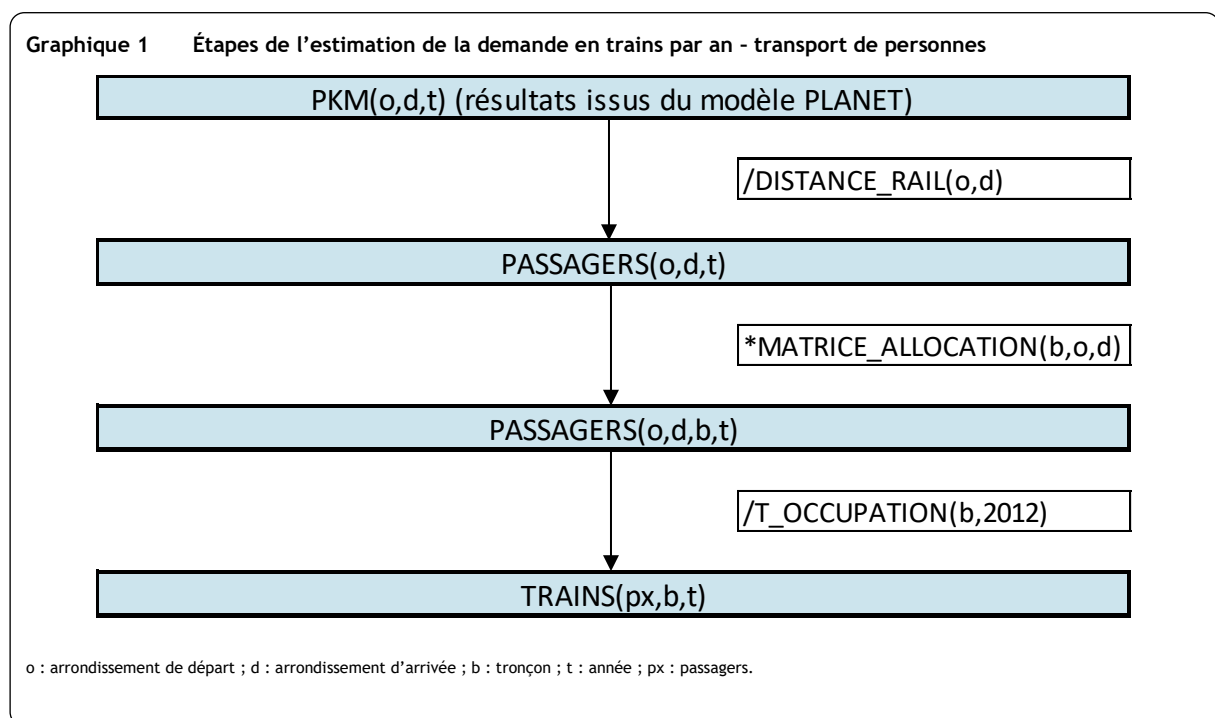 Graphique 1 Étapes de l’estimation de la demande en trains par an – transport de personnes
PKM(o,d,t) (résultats issus du modèle PLANET)
/DISTANCE_RAIL(o,d)
PASSAGERS(o,d,t)
*MATRICE_ALLOCATION(b,o,d)
PASSAGERS(o,d,b,t)
/T_OCCUPATION(b,2012)
TRAINS(px,b,t)
o : arrondissement de départ ; d : arrondissement d’arrivée ; b : tronçon ; t : année ; px : passagers.